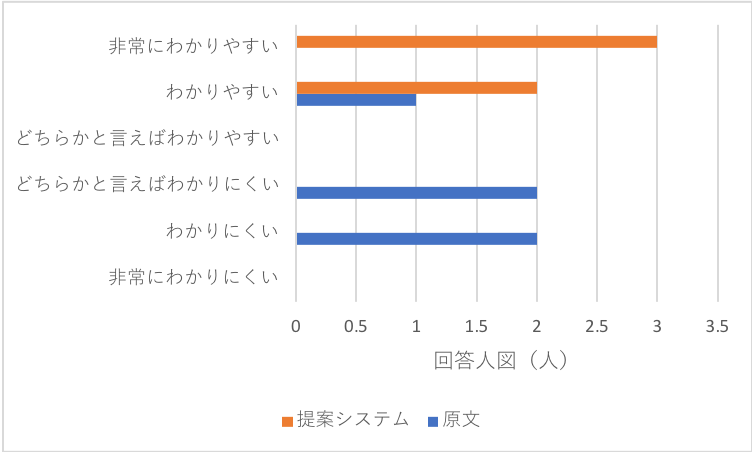 非常にわかりやすい
わかりやすい
どちらかと言えばわかりやすい
どちらかと言えばわかりにくい
わかりにくい
非常にわかりにくい
0 0.5 1 1.5 2 2.5 3 3.5
回答人図（人）
提案システム 原文